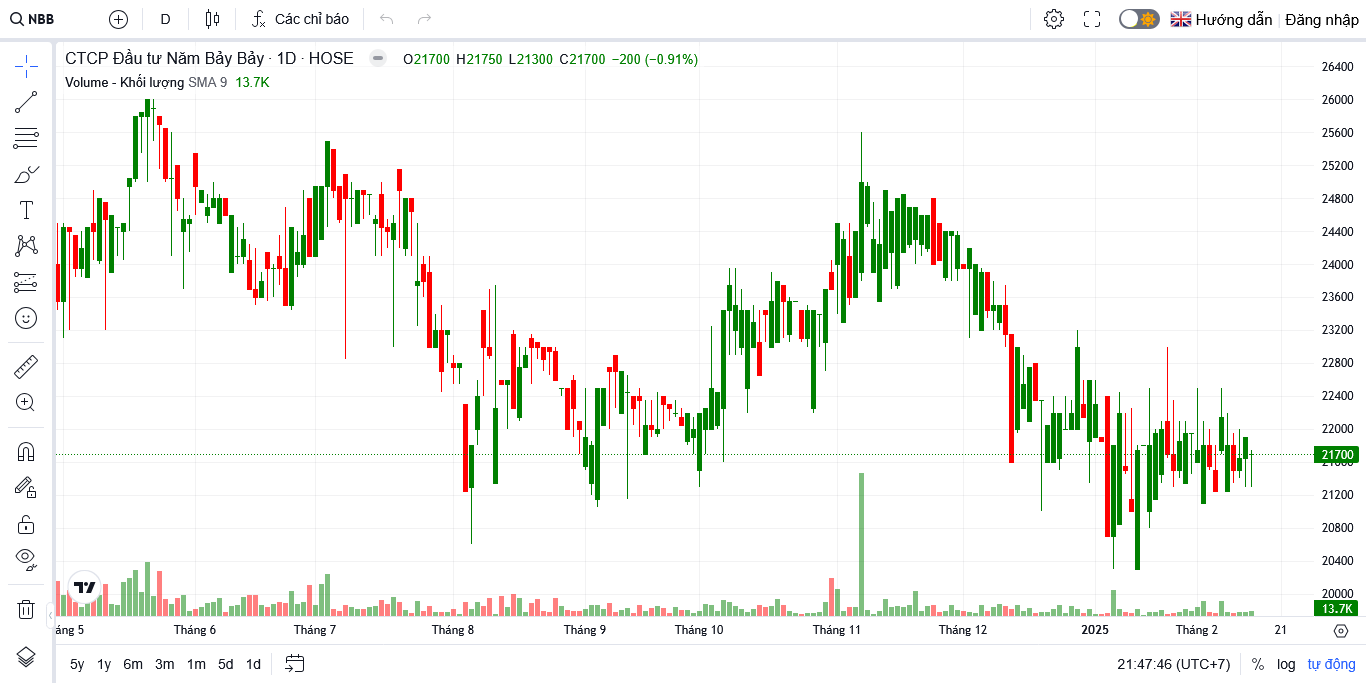 NBB
D
Các chỉ báo
Hướng dẫn
Đăng nhập
CTCP Đầu tư Năm Bảy Bảy · 1D · HOSE
O21700 H21750 L21300 C21700 −200 (−0.91%)
Volume - Khối lượng SMA 9 13.7K
26400
26000
25600
25200
24800
24400
24000
23600
23200
22800
22400
22000
21700
21600
21200
20800
20400
20000
13.7K
áng 5
Tháng 6
Tháng 7
Tháng 8
Tháng 9
Tháng 10
Tháng 11
Tháng 12
2025
Tháng 2
21
5y 1y 6m 3m 1m 5d 1d
21:47:46 (UTC+7)
%
log
tự động